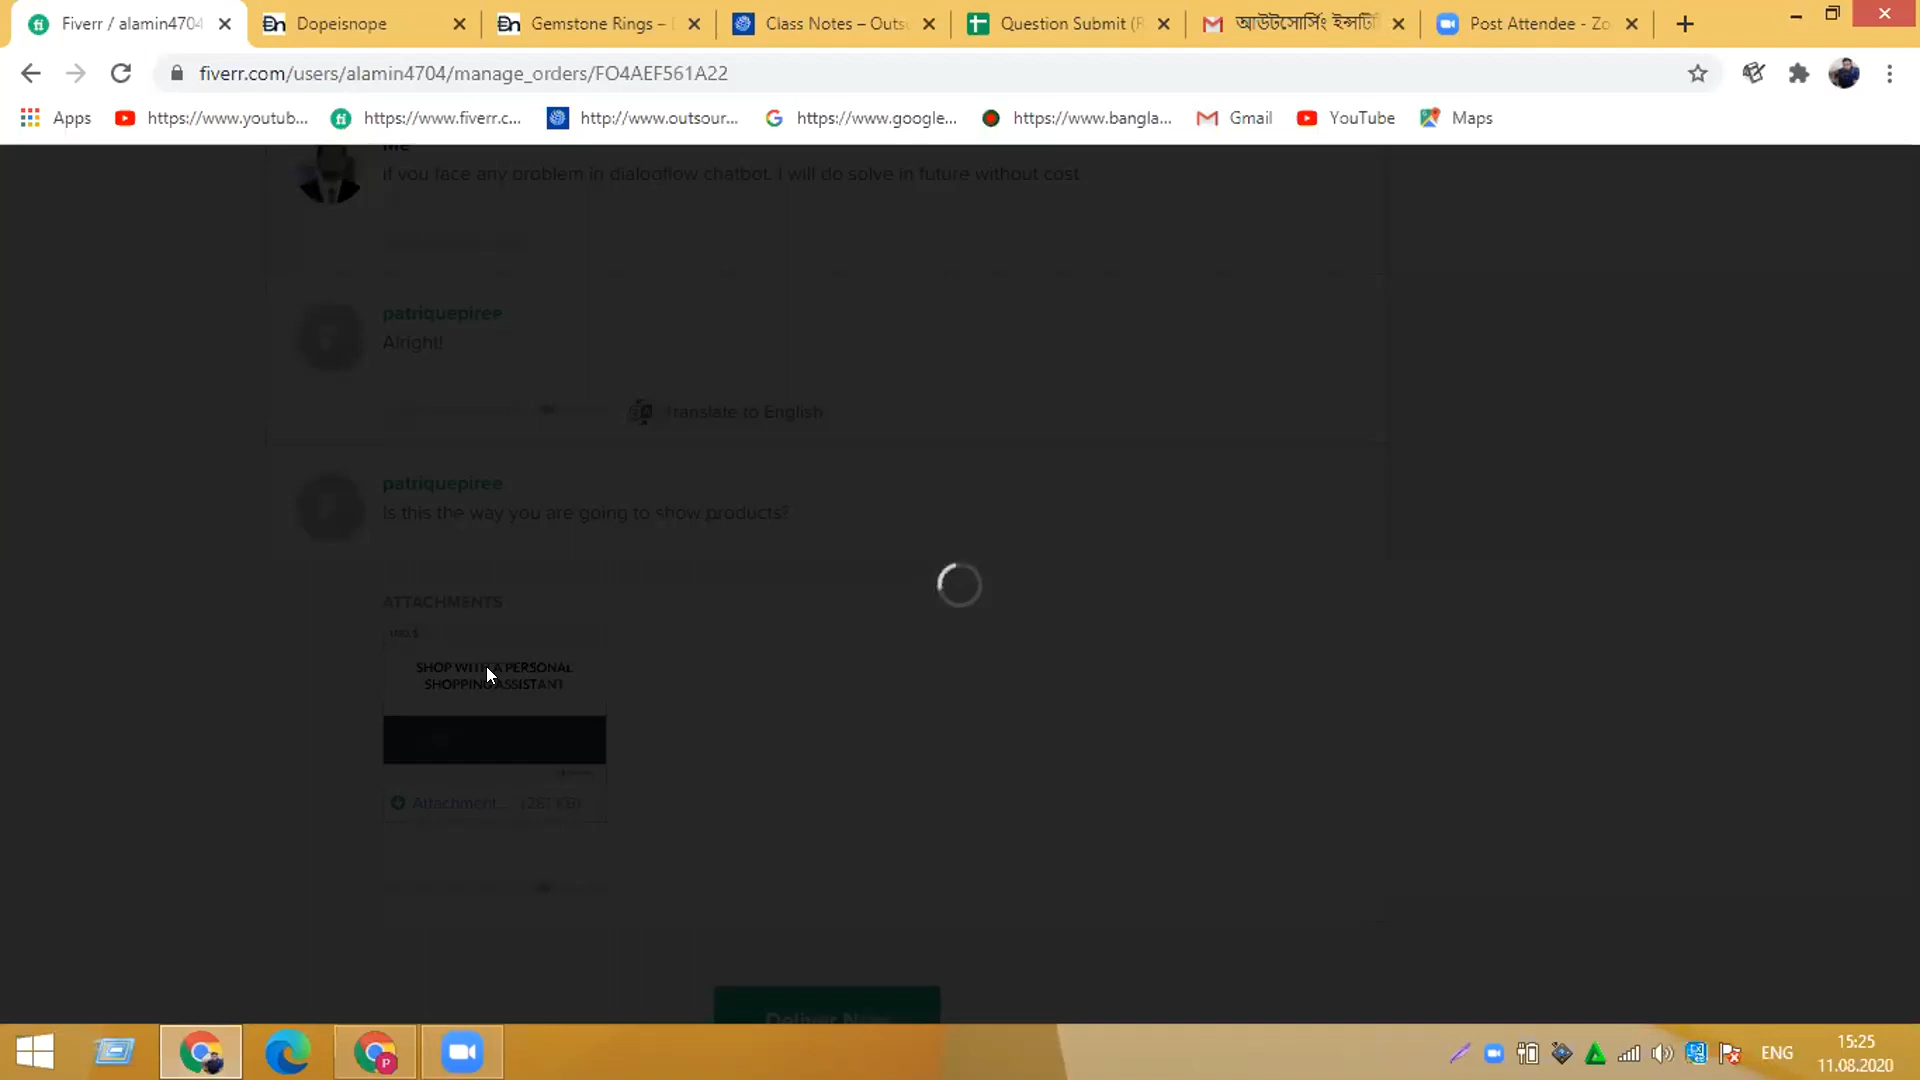 Fiverr / alamin4704
Dopeisnope
Gemstone Rings –
Class Notes – Outs
Question Submit (R
আউটসোর্সিং ইন্সটি
Post Attendee - Zo
fiverr.com/users/alamin4704/manage_orders/FO4AEF561A22
Apps
https://www.youtub...
https://www.fiverr.c...
http://www.outsour...
https://www.google...
https://www.bangla...
Gmail
YouTube
Maps
Me
if you face any problem in dialogflow chatbot. I will do solve in future without cost
patriquepiree
Alright!
Translate to English
patriquepiree
Is this the way you are going to show products?
ATTACHMENTS
SHOP WITH A PERSONAL
SHOPPING ASSISTANT
Attachment...
Deliver Now
ENG
15:25
11.08.2020